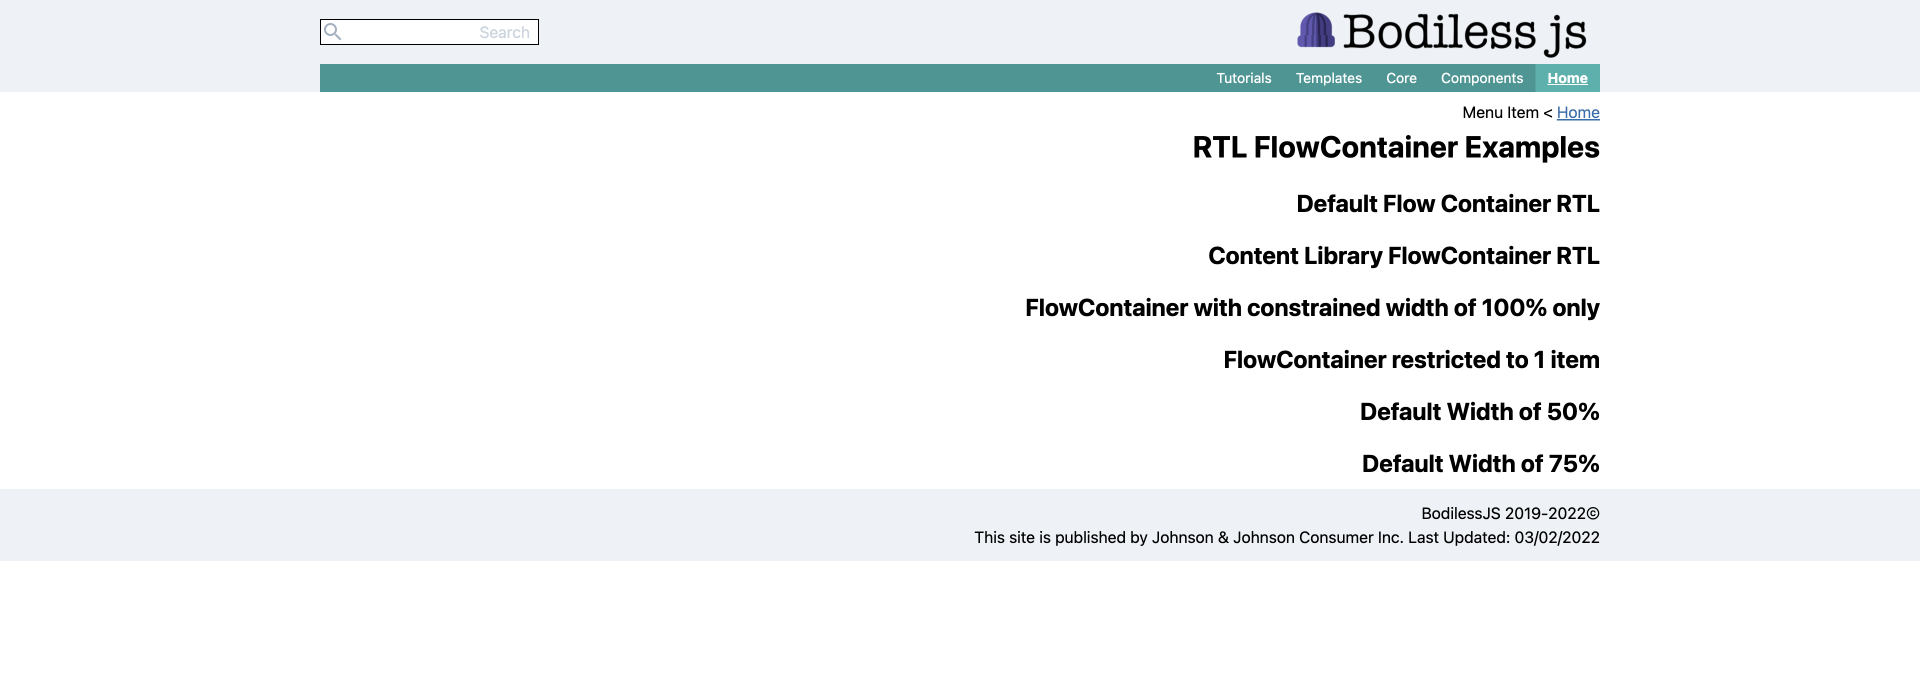 Search
Bodiless js
Tutorials Templates Core Components Home
Menu Item < Home
RTL FlowContainer Examples
Default Flow Container RTL
Content Library FlowContainer RTL
FlowContainer with constrained width of 100% only
FlowContainer restricted to 1 item
Default Width of 50%
Default Width of 75%
BodilessJS 2019-2022©
This site is published by Johnson & Johnson Consumer Inc. Last Updated: 03/02/2022